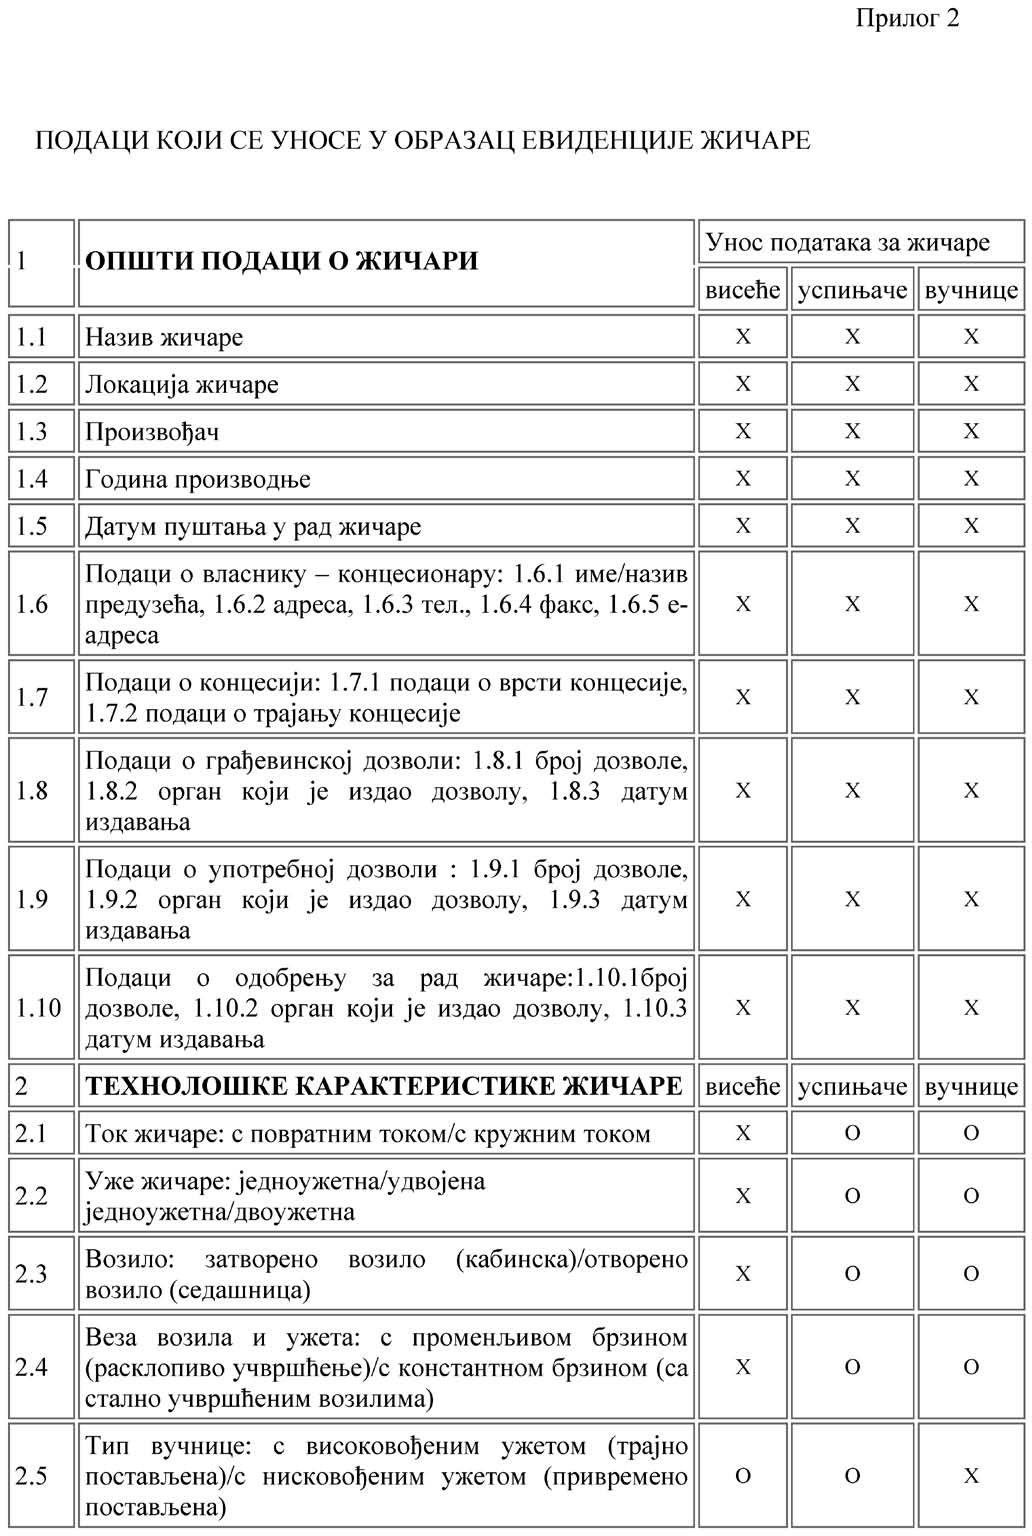 Прилог 2
ПОДАЦИ КОЈИ СЕ УНОСЕ У ОБРАЗАЦ ЕВИДЕНЦИЈЕ ЖИЧАРЕ
1 ОПШТИ ПОДАЦИ О ЖИЧАРИ Унос података за жичаре
висеће успињаче вучнице
1.1 Назив жичаре X X X
1.2 Локација жичаре X X X
1.3 Произвођач X X X
1.4 Година производње X X X
1.5 Датум пуштања у рад жичаре X X X
Подаци о власнику – концесионару: 1.6.1 име/назив
1.6 предузећа, 1.6.2 адреса, 1.6.3 тел., 1.6.4 факс, 1.6.5 е- X X X
адреса
1.7 Подаци о концесији: 1.7.1 подаци о врсти концесије, X X X
1.7.2 подаци о трајању концесије
Подаци о грађевинској дозволи: 1.8.1 број дозволе,
1.8 1.8.2 орган који је издао дозволу, 1.8.3 датум X X X
издавања
Подаци о употребној дозволи : 1.9.1 број дозволе,
1.9 1.9.2 орган који је издао дозволу, 1.9.3 датум X X X
издавања
Подаци о одобрењу за рад жичаре:1.10.1број
1.10 дозволе, 1.10.2 орган који је издао дозволу, 1.10.3 X X X
датум издавања
2 ТЕХНОЛОШКЕ КАРАКТЕРИСТИКЕ ЖИЧАРЕ висеће успињаче вучнице
2.1 Ток жичаре: с повратним током/с кружним током X O O
2.2 Уже жичаре: једноужетна/удвојена X O O
једноужетна/двоужетна
2.3 Возило: затворено возило (кабинска)/отворено X O O
возило (седашница)
Веза возила и ужета: с променљивом брзином
2.4 (расклопиво учвршћење)/с константном брзином (са X O O
стално учвршћеним возилима)
Тип вучнице: с високовођеним ужетом (трајно
2.5 постављена)/с нисковођеним ужетом (привремено O O X
постављена)